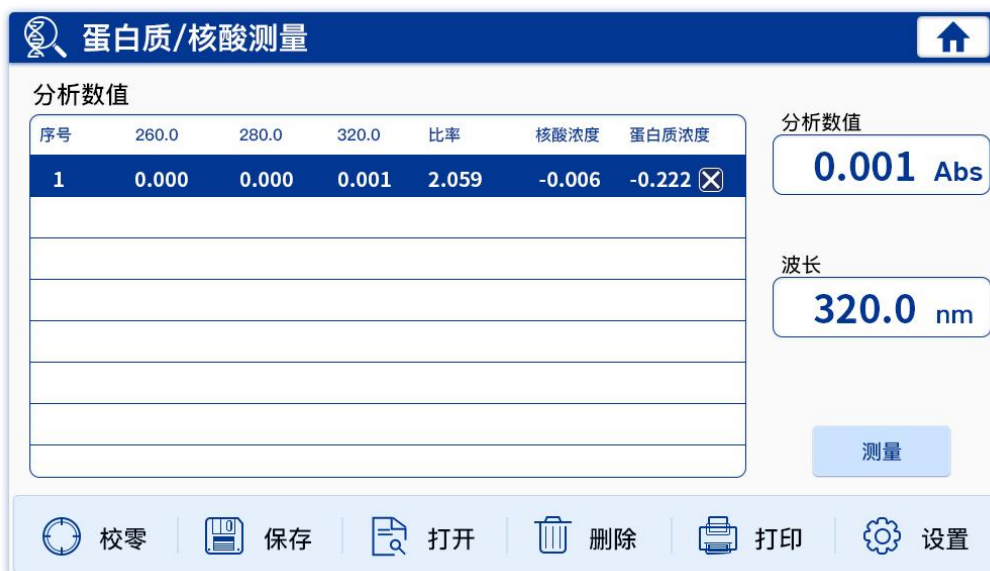 蛋白质/核酸测量
分析数值
序号 260.0 280.0 320.0 比率 核酸浓度 蛋白质浓度
1 0.000 0.000 0.001 2.059 -0.006 -0.222
分析数值
0.001 Abs
波长
320.0 nm
测量
校零 保存 打开 删除 打印 设置